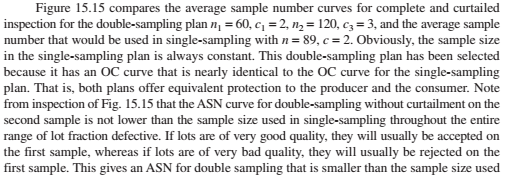 Figure 15.15 compares the average sample number curves for complete and curtailed
inspection for the double-sampling plan n₁ = 60, c₁ = 2, n₂ = 120, c₃ = 3, and the average sample
number that would be used in single-sampling with n = 89, c = 2. Obviously, the sample size
in the single-sampling plan is always constant. This double-sampling plan has been selected
because it has an OC curve that is nearly identical to the OC curve for the single-sampling
plan. That is, both plans offer equivalent protection to the producer and the consumer. Note
from inspection of Fig. 15.15 that the ASN curve for double-sampling without curtailment on the
second sample is not lower than the sample size used in single-sampling throughout the entire
range of lot fraction defective. If lots are of very good quality, they will usually be accepted on
the first sample, whereas if lots are of very bad quality, they will usually be rejected on the
first sample. This gives an ASN for double sampling that is smaller than the sample size used